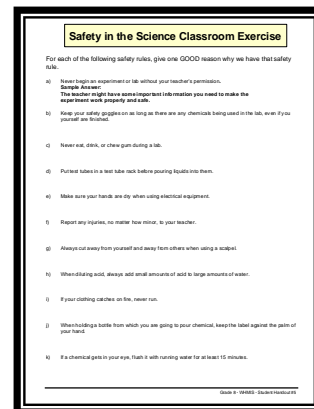 Safety in the Science Classroom Exercise
For each of the following safety rules, give one GOOD reason why we have that safety
rule.
a) Never begin an experiment or lab without your teacher's permission.
Sample Answer:
The teacher might have some important information you need to make the
experiment work properly and safe.
b) Keep your safety goggles on as long as there are any chemicals being used in the lab, even if you
yourself are finished.
c) Never eat, drink, or chew gum during a lab.
d) Put test tubes in a test tube rack before pouring liquids into them.
e) Make sure your hands are dry when using electrical equipment.
f) Report any injuries, no matter how minor, to your teacher.
g) Always cut away from yourself and away from others when using a scalpel.
h) When diluting acid, always add small amounts of acid to large amounts of water.
i) If your clothing catches on fire, never run.
j) When holding a bottle from which you are going to pour chemical, keep the label against the palm of
your hand.
k) If a chemical gets in your eye, flush it with running water for at least 15 minutes.
Grade 8 - WHMIS - Student Handout #5